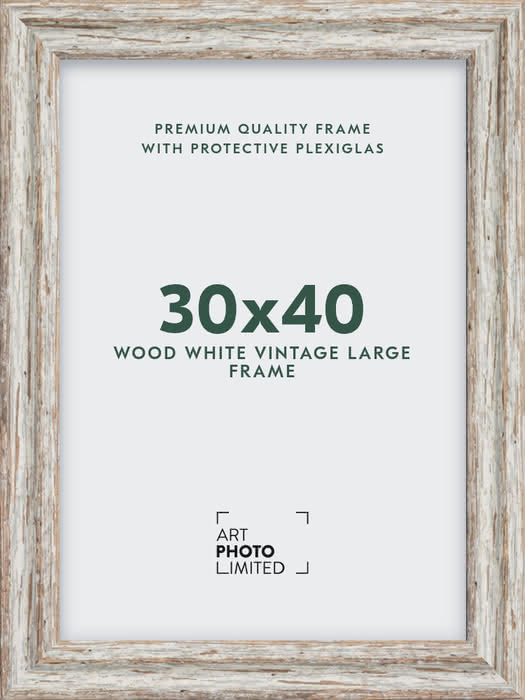 PREMIUM QUALITY FRAME
WITH PROTECTIVE PLEXIGLAS
30x40
WOOD WHITE VINTAGE LARGE
FRAME
ART
PHOTO
LIMITED